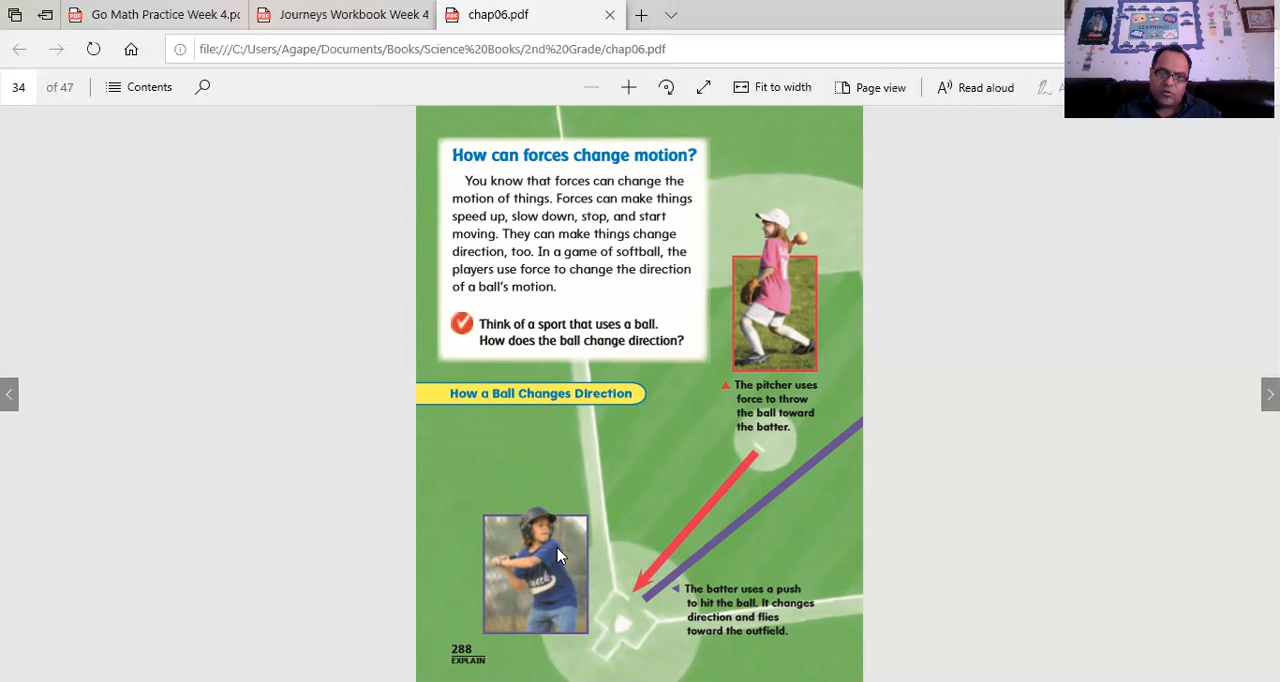 Go Math Practice Week 4.pc
Journeys Workbook Week 4
chap06.pdf
file:///C:/Users/Agape/Documents/Books/Science%20Books/2nd%20Grade/chap06.pdf
34 of 47
Contents
Fit to width
Page view
Read aloud
LEARNING
How can forces change motion?
You know that forces can change the
motion of things. Forces can make things
speed up, slow down, stop, and start
moving. They can make things change
direction, too. In a game of softball, the
players use force to change the direction
of a ball's motion.
Think of a sport that uses a ball.
How does the ball change direction?
The pitcher uses
force to throw
the ball toward
the batter.
How a Ball Changes Direction
The batter uses a push
to hit the ball. It changes
direction and flies
toward the outfield.
288
EXPLAIN